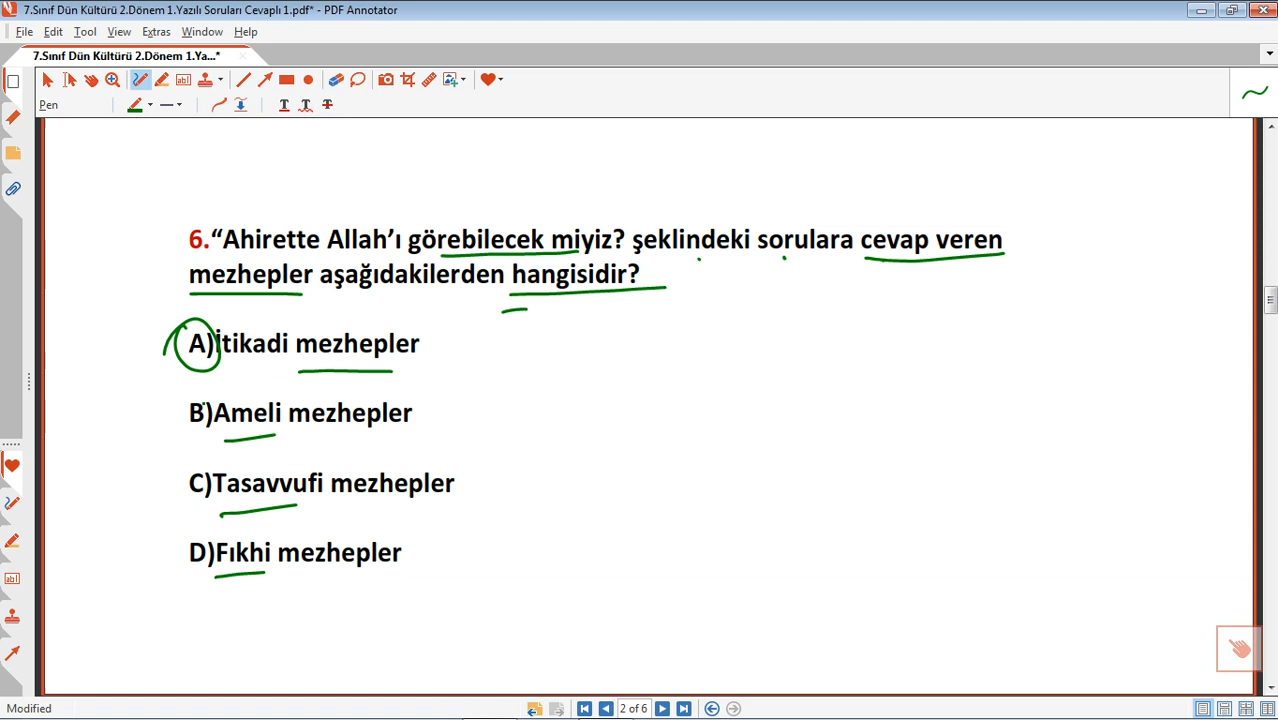 7.Sınıf Dün Kültürü 2.Dönem 1.Yazılı Soruları Cevaplı 1.pdf* - PDF Annotator
File Edit Tool View Extras Window Help
7.Sınıf Dün Kültürü 2.Dönem 1.Ya...*
Pen
6.“Ahirette Allah’ı görebilecek miyiz? şeklindeki sorulara cevap veren
mezhepler aşağıdakilerden hangisidir?
A)İtikadi mezhepler
B)Ameli mezhepler
C)Tasavvufi mezhepler
D)Fıkhi mezhepler
Modified
2 of 6